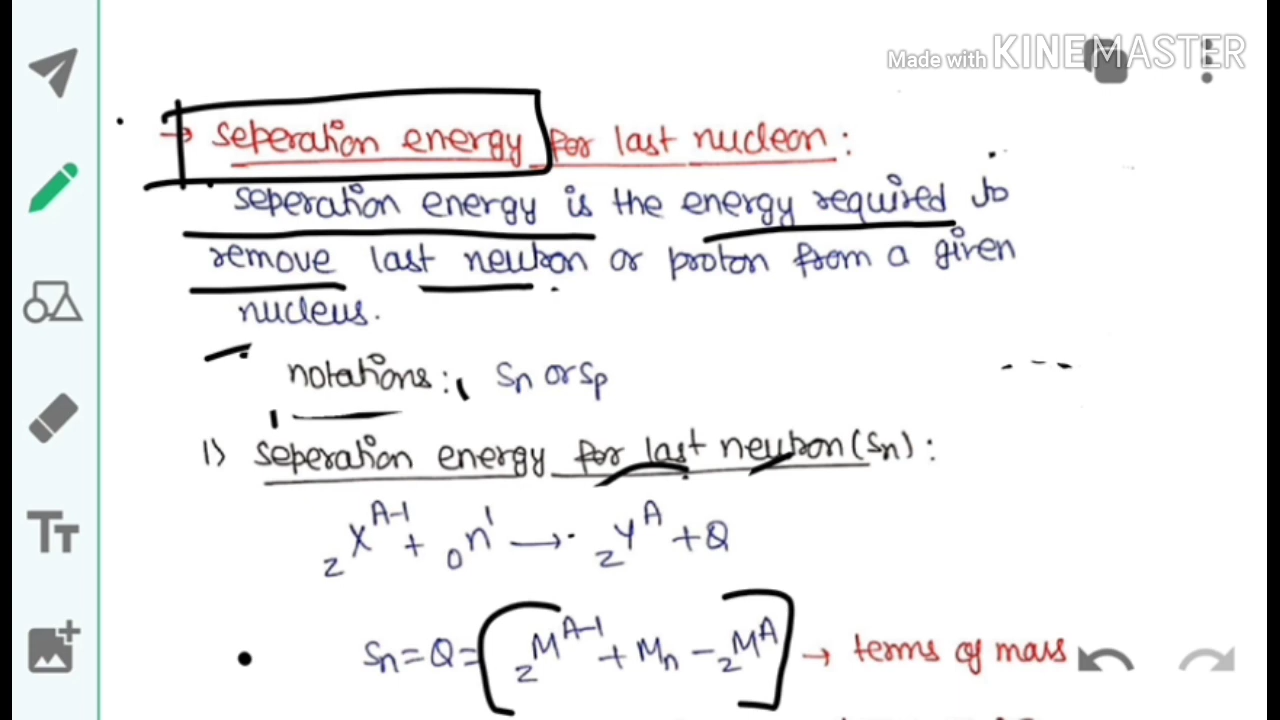 Made with KINEMASTER
→ seperation energy for last nucleon:
seperation energy is the energy required to
remove last neutron or proton from a given
nucleus.
notations: Sn or Sp
1) seperation energy for last neutron (Sn):
zX^A-1 + 0n^1 → zY^A + Q
Sn = Q = [zM^A-1 + Mn - zM^A] → terms of mass
TT